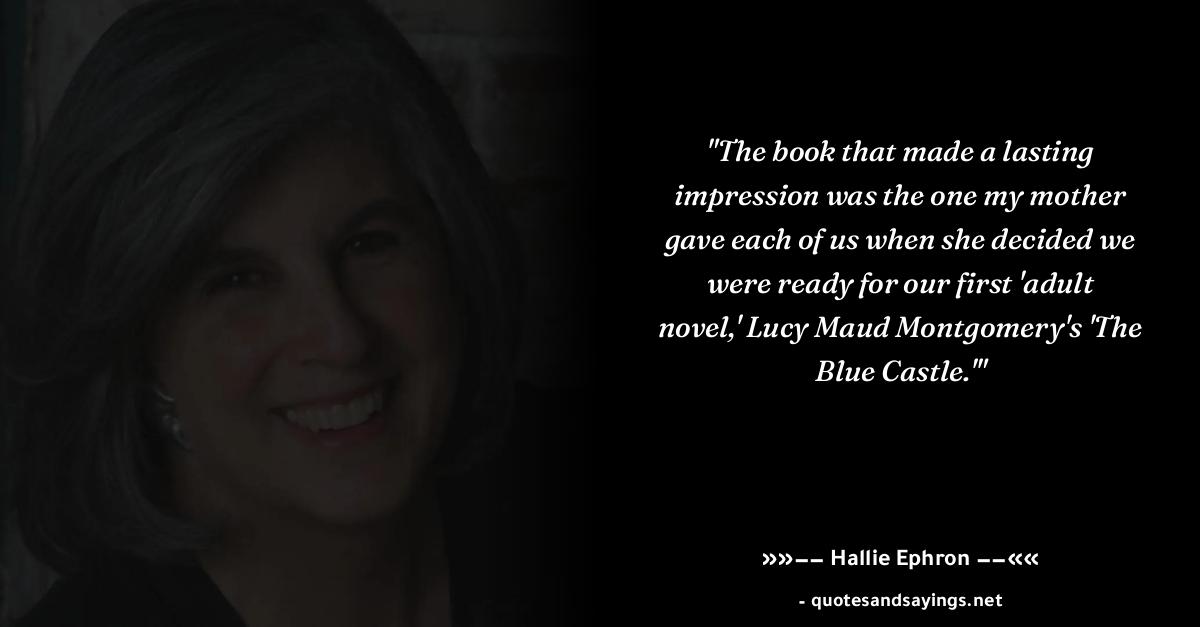 "The book that made a lasting
impression was the one my mother
gave each of us when she decided we
were ready for our first 'adult
novel,' Lucy Maud Montgomery's 'The
Blue Castle.'"
»»−− Hallie Ephron −−««
- quotesandsayings.net